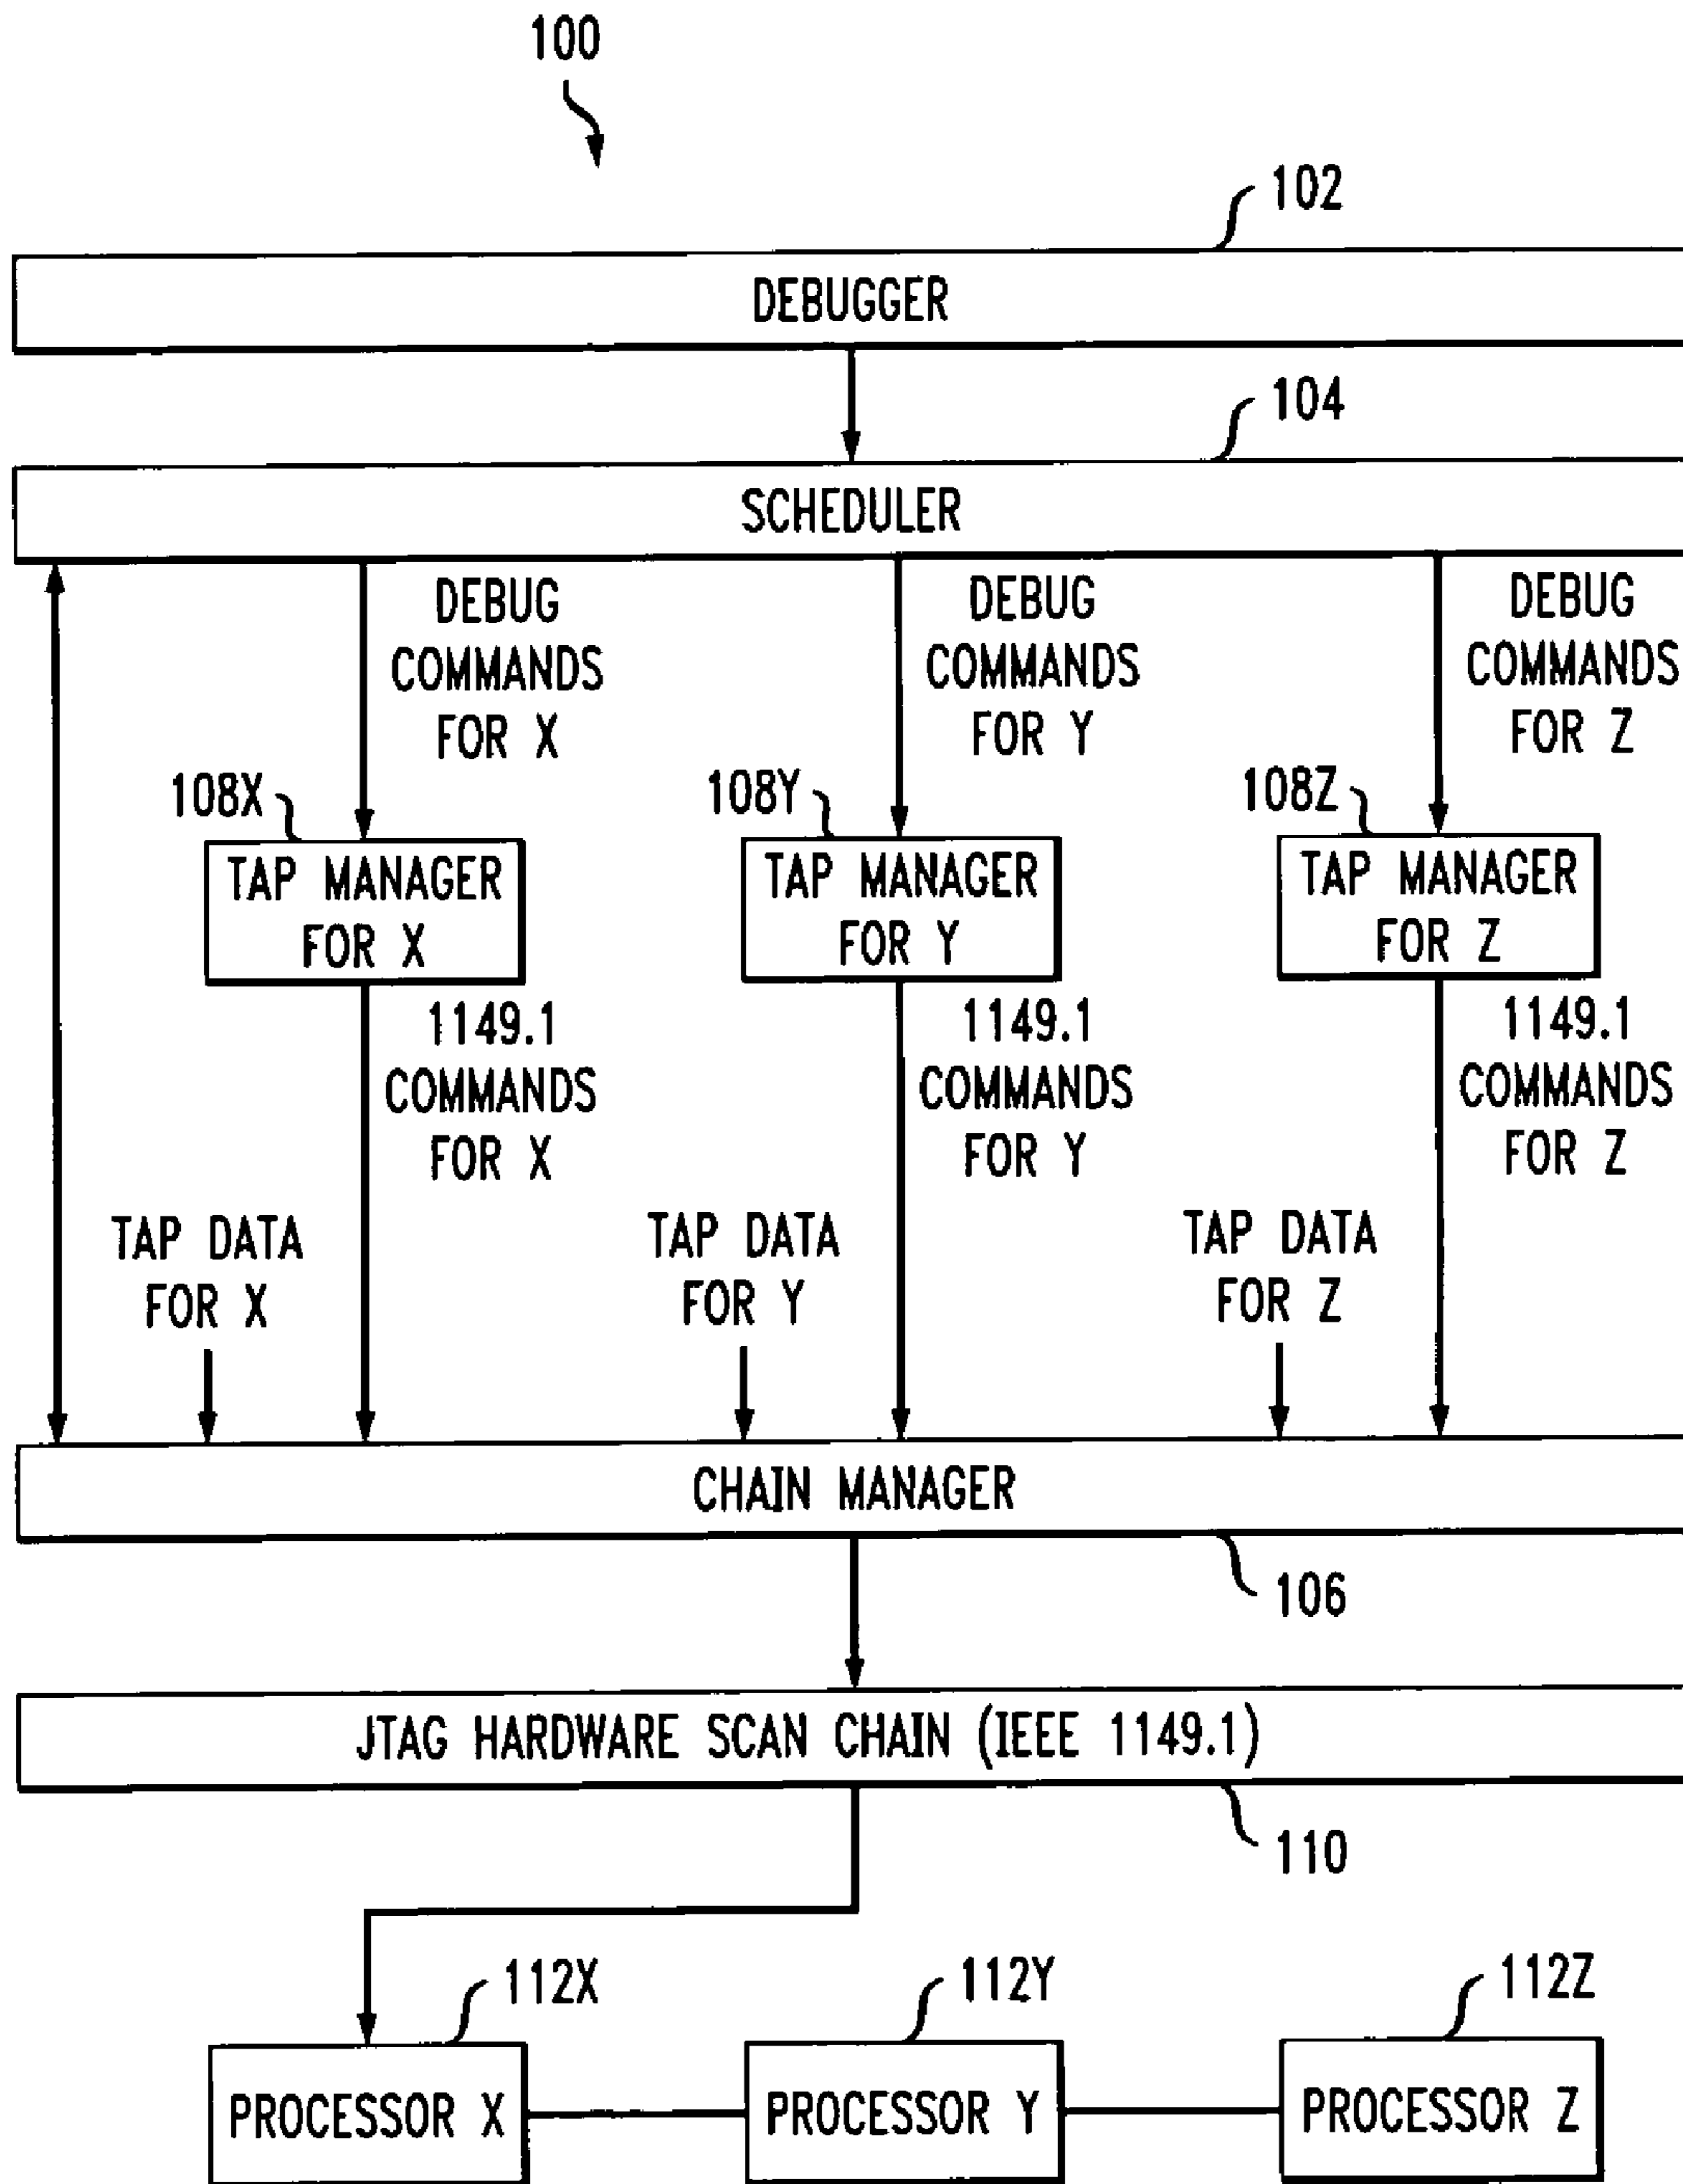 100
102
DEBUGGER
104
SCHEDULER
DEBUG
COMMANDS
FOR X
DEBUG
COMMANDS
FOR Y
DEBUG
COMMANDS
FOR Z
108X
108Y
108Z
TAP MANAGER
FOR X
TAP MANAGER
FOR Y
TAP MANAGER
FOR Z
1149.1
COMMANDS
FOR X
1149.1
COMMANDS
FOR Y
1149.1
COMMANDS
FOR Z
TAP DATA
FOR X
TAP DATA
FOR Y
TAP DATA
FOR Z
CHAIN MANAGER
106
JTAG HARDWARE SCAN CHAIN (IEEE 1149.1)
110
112X
112Y
112Z
PROCESSOR X
PROCESSOR Y
PROCESSOR Z